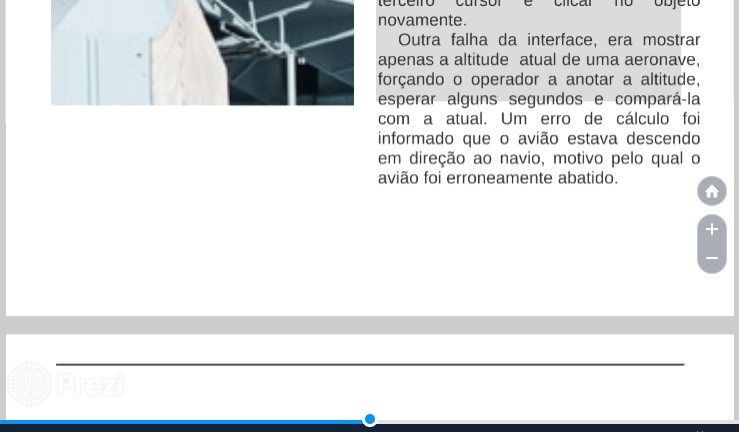 terceiro cursor e clicar no objeto
novamente.
Outra falha da interface, era mostrar
apenas a altitude atual de uma aeronave,
forçando o operador a anotar a altitude,
esperar alguns segundos e compará-la
com a atual. Um erro de cálculo foi
informado que o avião estava descendo
em direção ao navio, motivo pelo qual o
avião foi erroneamente abatido.
Prezi